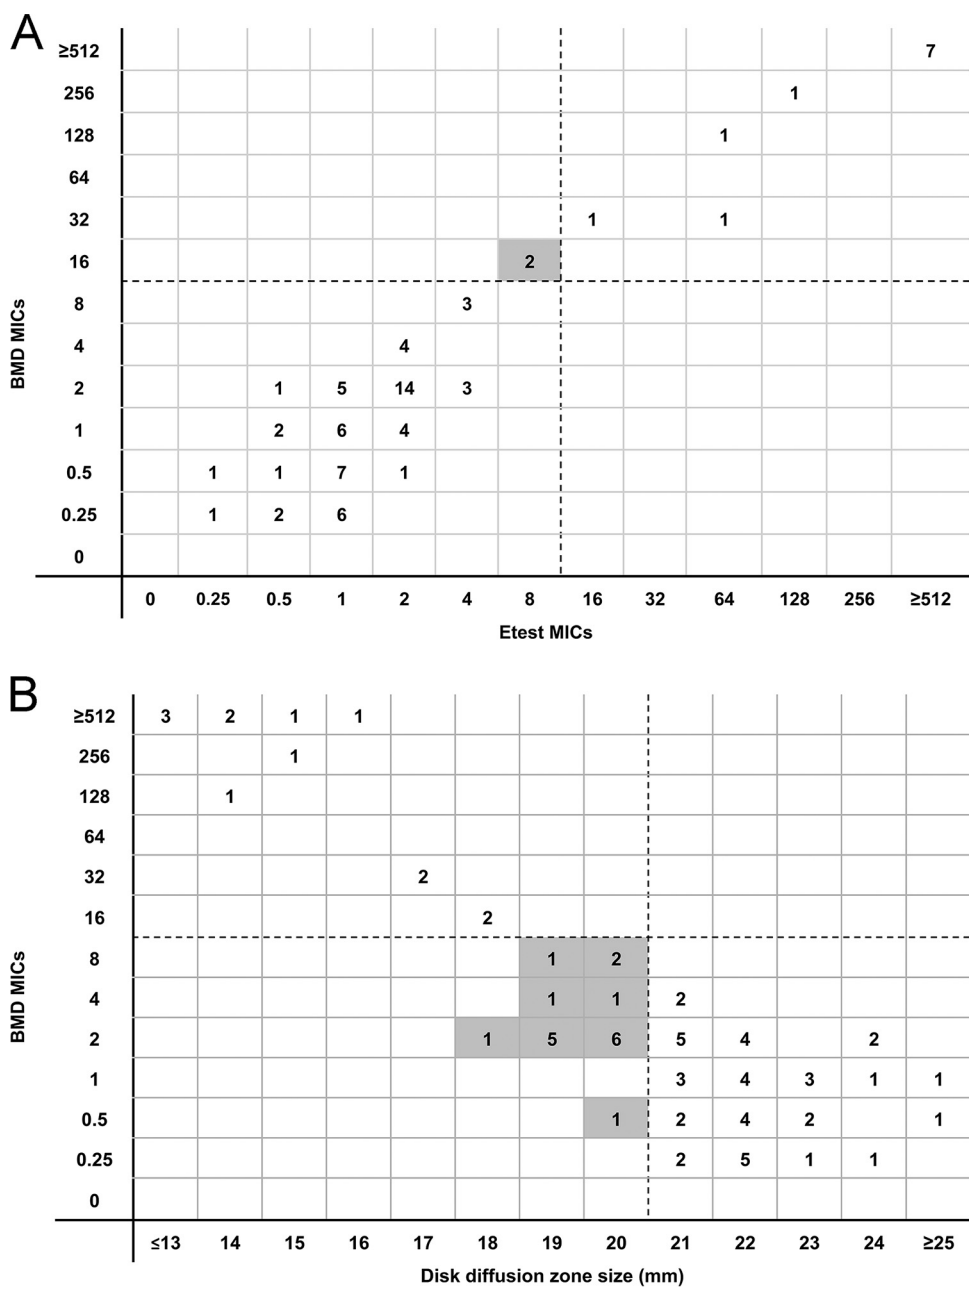 A
≥512 7
256 1
128 1
64
32 1 1
16 2
8 3
4 4
2 1 5 14 3
1 2 6 4
0.5 1 1 7 1
0.25 1 2 6
0
BMD MICs
0 0.25 0.5 1 2 4 8 16 32 64 128 256 ≥512
Etest MICs
B
≥512 3 2 1 1
256 1
128 1
64
32 2
16 2
8 1 2
4 1 1 2
2 1 5 6 5 4 2
1 3 4 3 1 1
0.5 1 2 4 2 1
0.25 2 5 1 1
0
BMD MICs
≤13 14 15 16 17 18 19 20 21 22 23 24 ≥25
Disk diffusion zone size (mm)